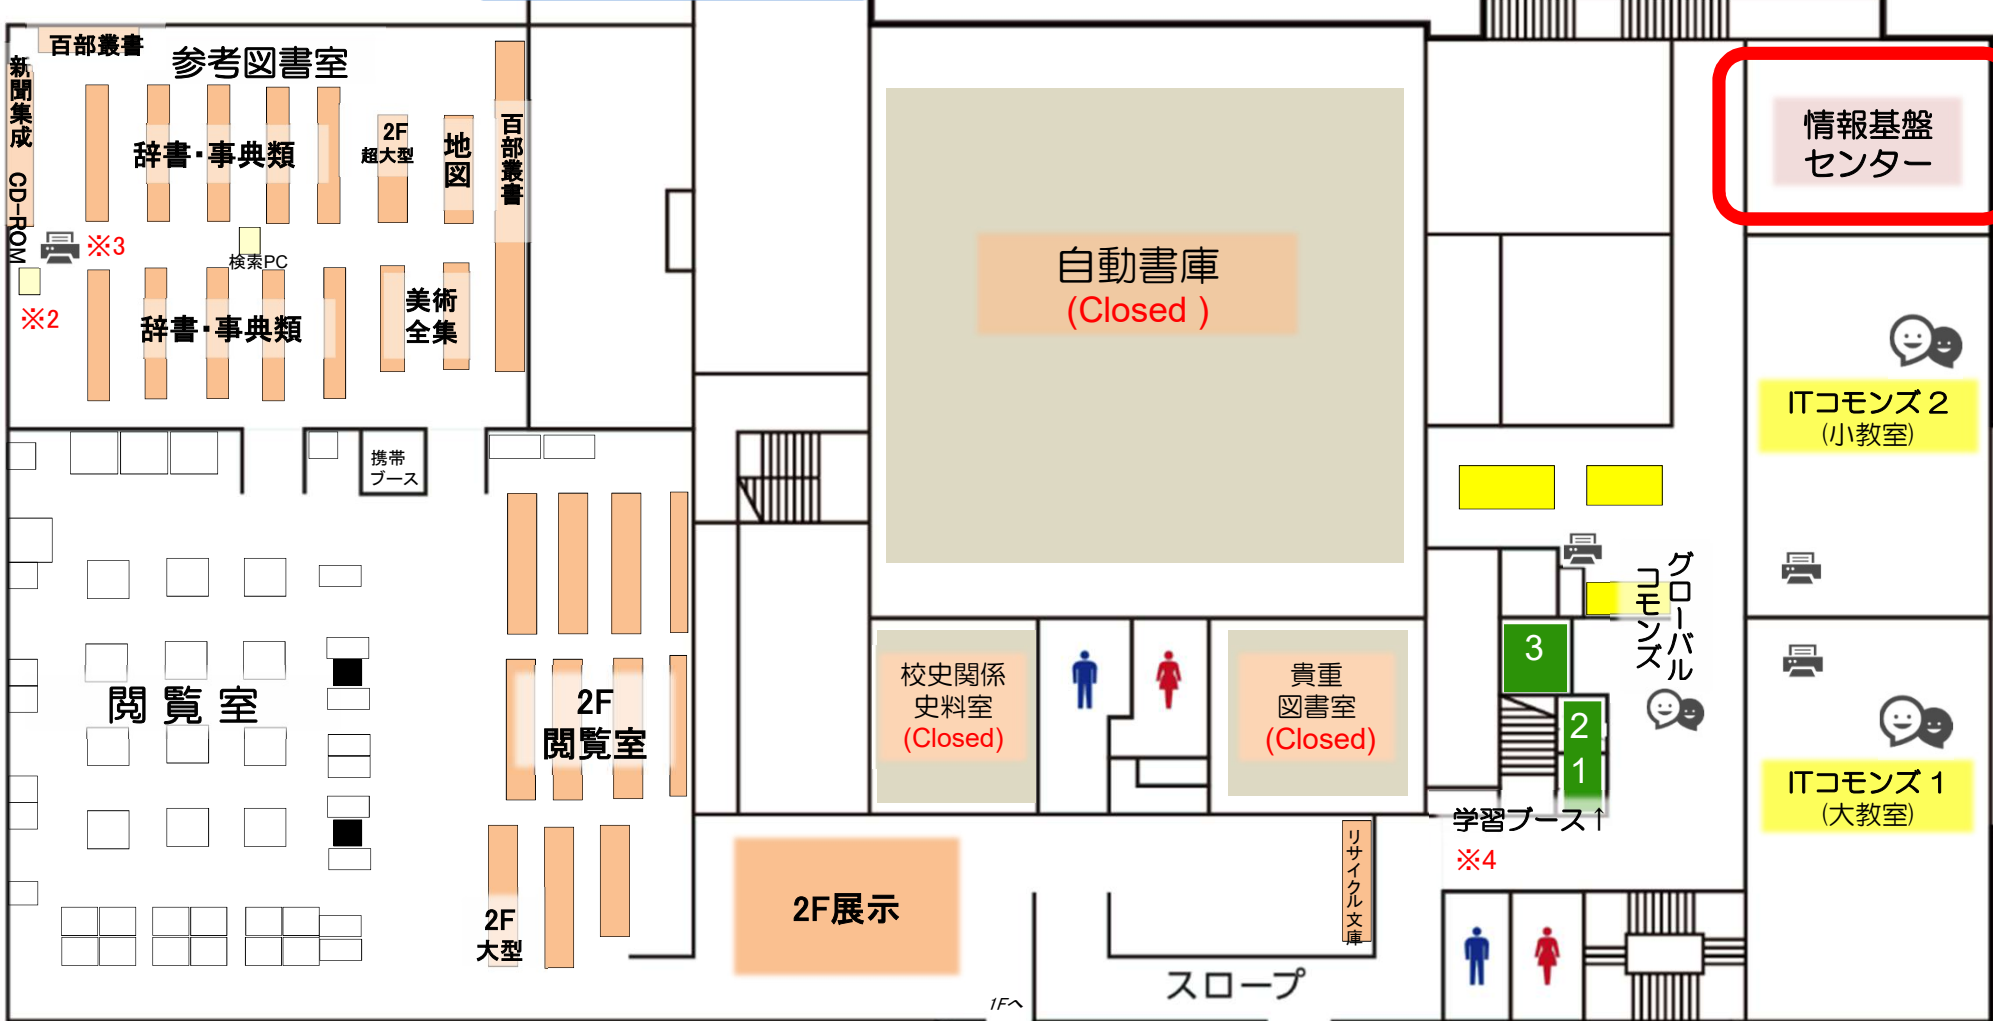 百部叢書
参考図書室
新聞集成
CD-ROM
辞書・事典類
2F
超大型
地図
百部叢書
※3
検索PC
※2
辞書・事典類
美術
全集
携帯
ブース
閲覧室
2F
閲覧室
2F
大型
2F展示
自動書庫
(Closed )
校史関係
史料室
(Closed)
貴重
図書室
(Closed)
リサイクル文庫
スロープ
1Fへ
情報基盤
センター
ITコモンズ２
(小教室)
グローバル
コモンズ
3
2
1
学習ブース↑
※4
ITコモンズ１
(大教室)